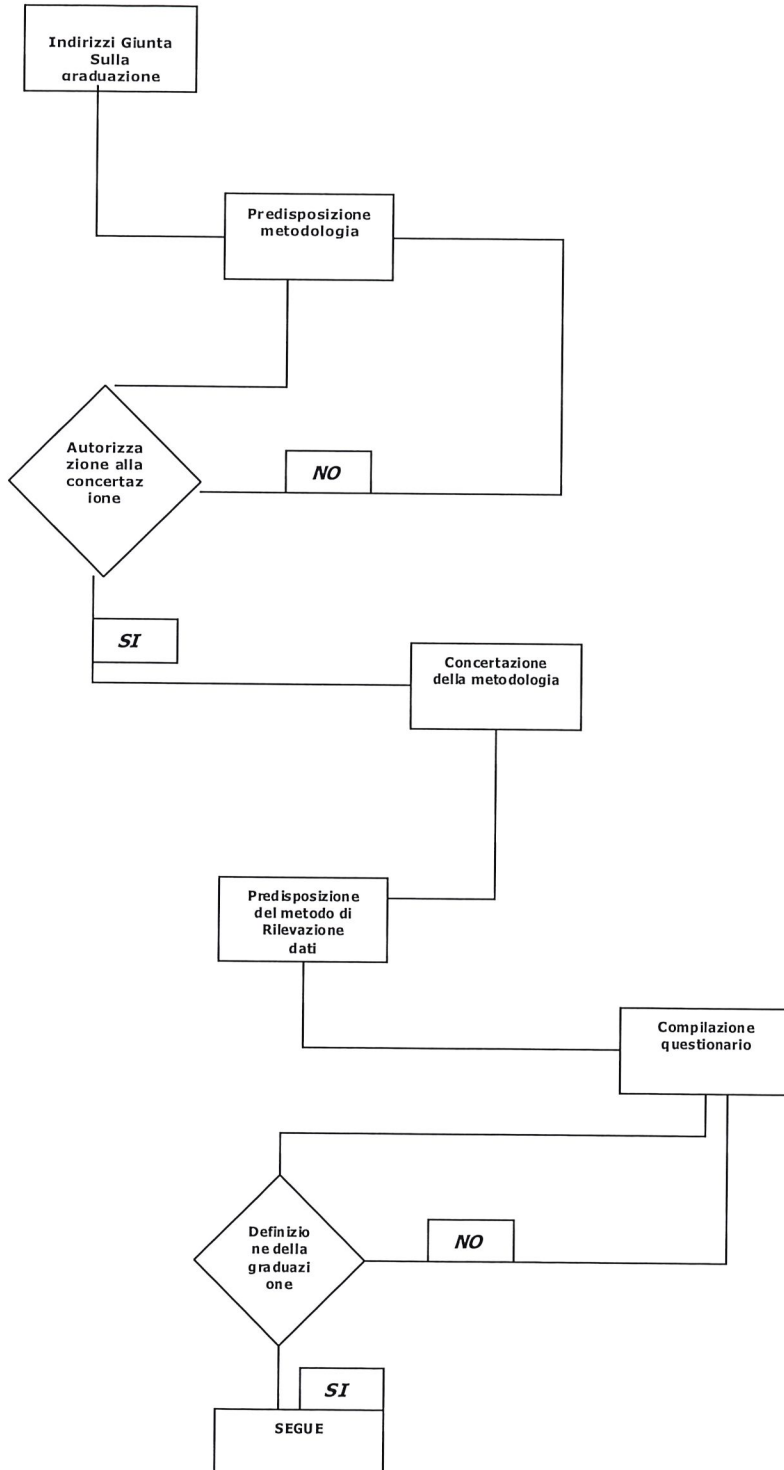 Indirizzi Giunta
Sulla
graduazione
Predisposizione
metodologia
Autorizza
zione alla
concertaz
ione
NO
SI
Concertazione
della metodologia
Predisposizione
del metodo di
Rilevazione
dati
Compilazione
questionario
Definizio
ne della
graduazi
one
NO
SI
SEGUE